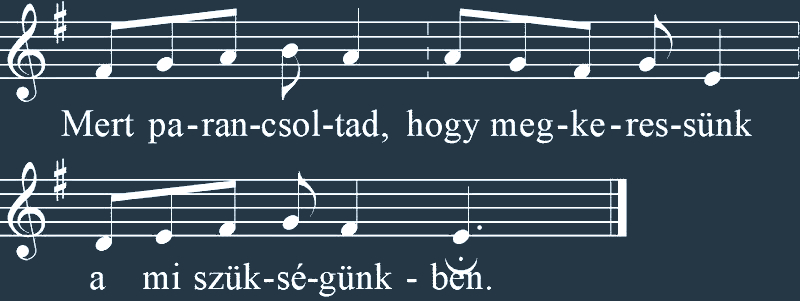 Mert pa-ran-csol-tad, hogy meg-ke-res-sünk
a mi szük-sé-günk - ben.